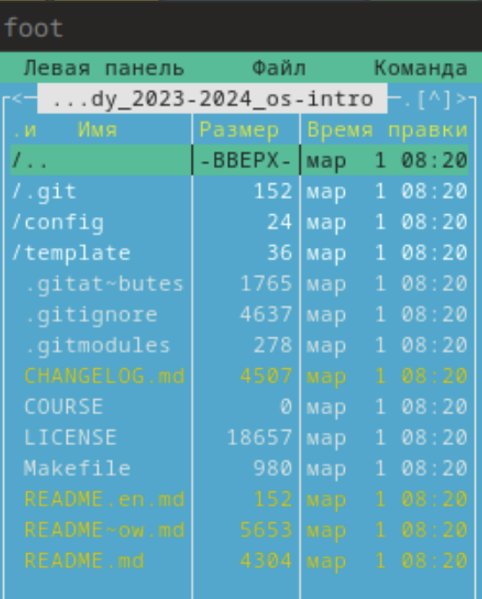 foot
Левая панель Файл Команда
<─ ...dy_2023-2024_os-intro ─.[^]>
.и Имя Размер Время правки
/.. -ВВЕРХ- мар 1 08:20
/.git 152 мар 1 08:20
/config 24 мар 1 08:20
/template 36 мар 1 08:20
.gitat~butes 1765 мар 1 08:20
.gitignore 4637 мар 1 08:20
.gitmodules 278 мар 1 08:20
CHANGELOG.md 4507 мар 1 08:20
COURSE 0 мар 1 08:20
LICENSE 18657 мар 1 08:20
Makefile 980 мар 1 08:20
README.en.md 152 мар 1 08:20
README~ow.md 5653 мар 1 08:20
README.md 4304 мар 1 08:20